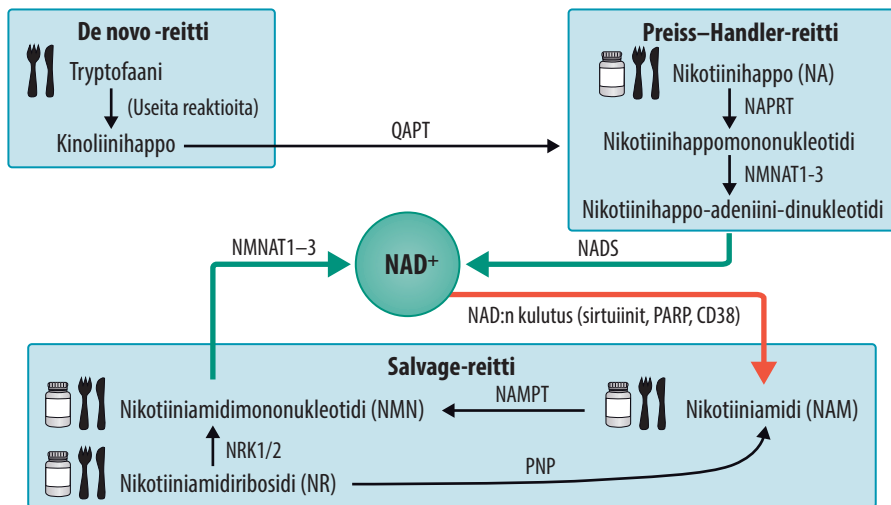 De novo -reitti
Tryptofaani
(Useita reaktioita)
Kinoliinihappo
QAPT
Preiss–Handler-reitti
Nikotiinihappo (NA)
NAPRT
Nikotiinihappomononukleotidi
NMNAT1-3
Nikotiinihappo-adeniini-dinukleotidi
NMNAT1–3
NAD⁺
NADS
NAD:n kulutus (sirtuiinit, PARP, CD38)
Salvage-reitti
Nikotiiniamidimononukleotidi (NMN)
NAMPT
Nikotiiniamidi (NAM)
NRK1/2
Nikotiiniamidiribosidi (NR)
PNP